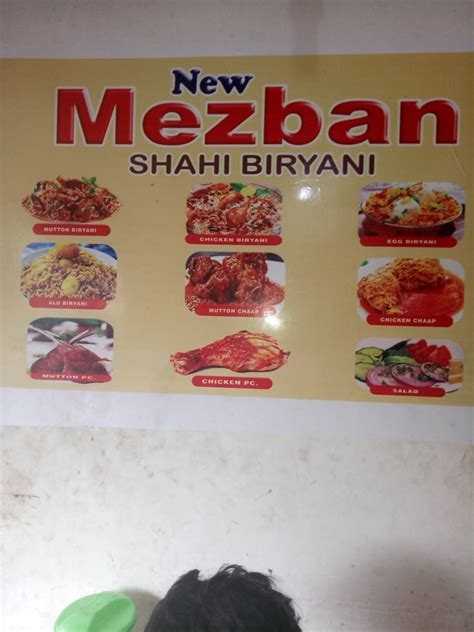 New
Mezban
SHAHI BIRYANI
MUTTON BIRYANI
CHICKEN BIRYANI
EGG BIRYANI
ALU BIRYANI
MUTTON CHAAP
CHICKEN CHAAP
MUTTON PC.
CHICKEN PC.
SALAD